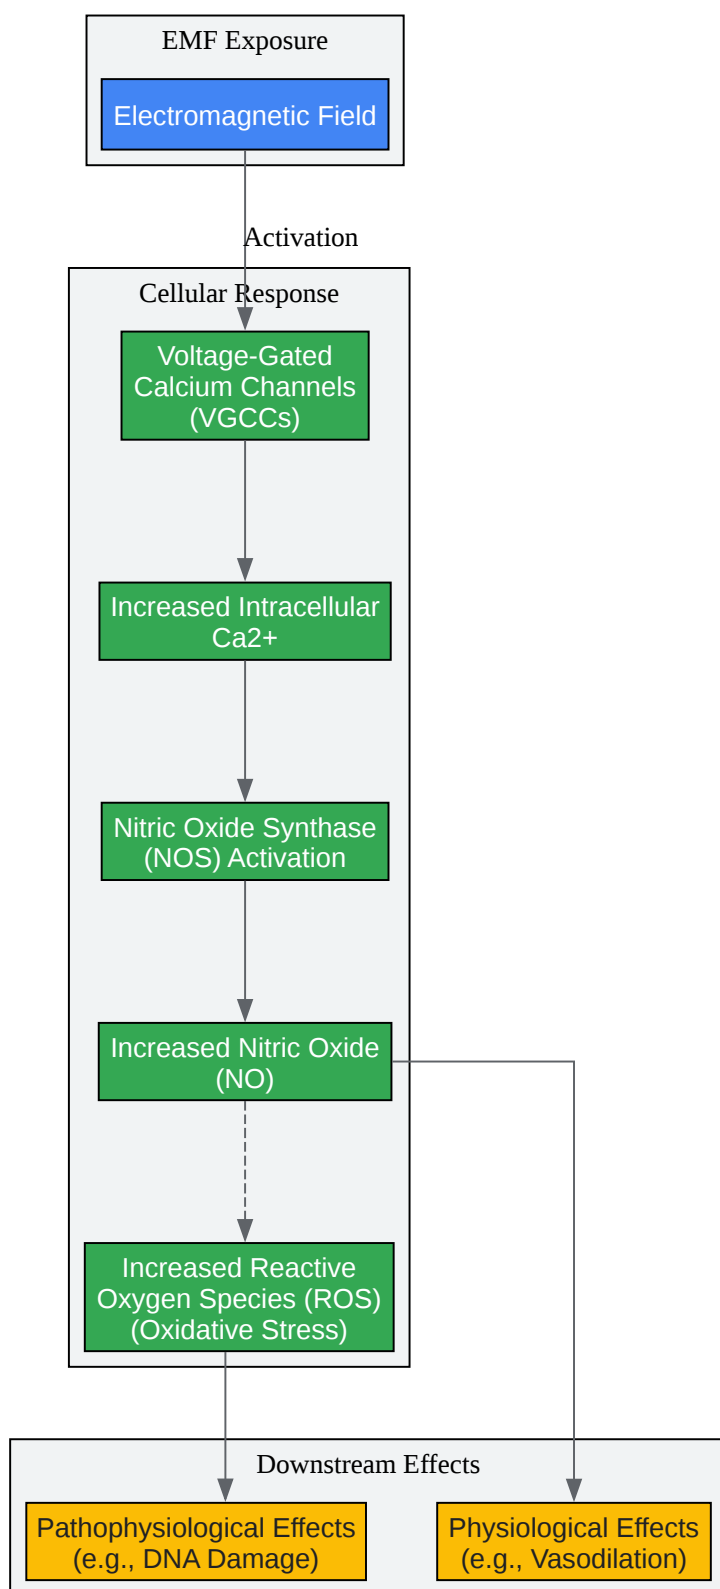 EMF Exposure
Electromagnetic Field
Activation
Cellular Response
Voltage-Gated
Calcium Channels
(VGCCs)
Increased Intracellular
Ca2+
Nitric Oxide Synthase
(NOS) Activation
Increased Nitric Oxide
(NO)
Increased Reactive
Oxygen Species (ROS)
(Oxidative Stress)
Downstream Effects
Pathophysiological Effects
(e.g., DNA Damage)
Physiological Effects
(e.g., Vasodilation)